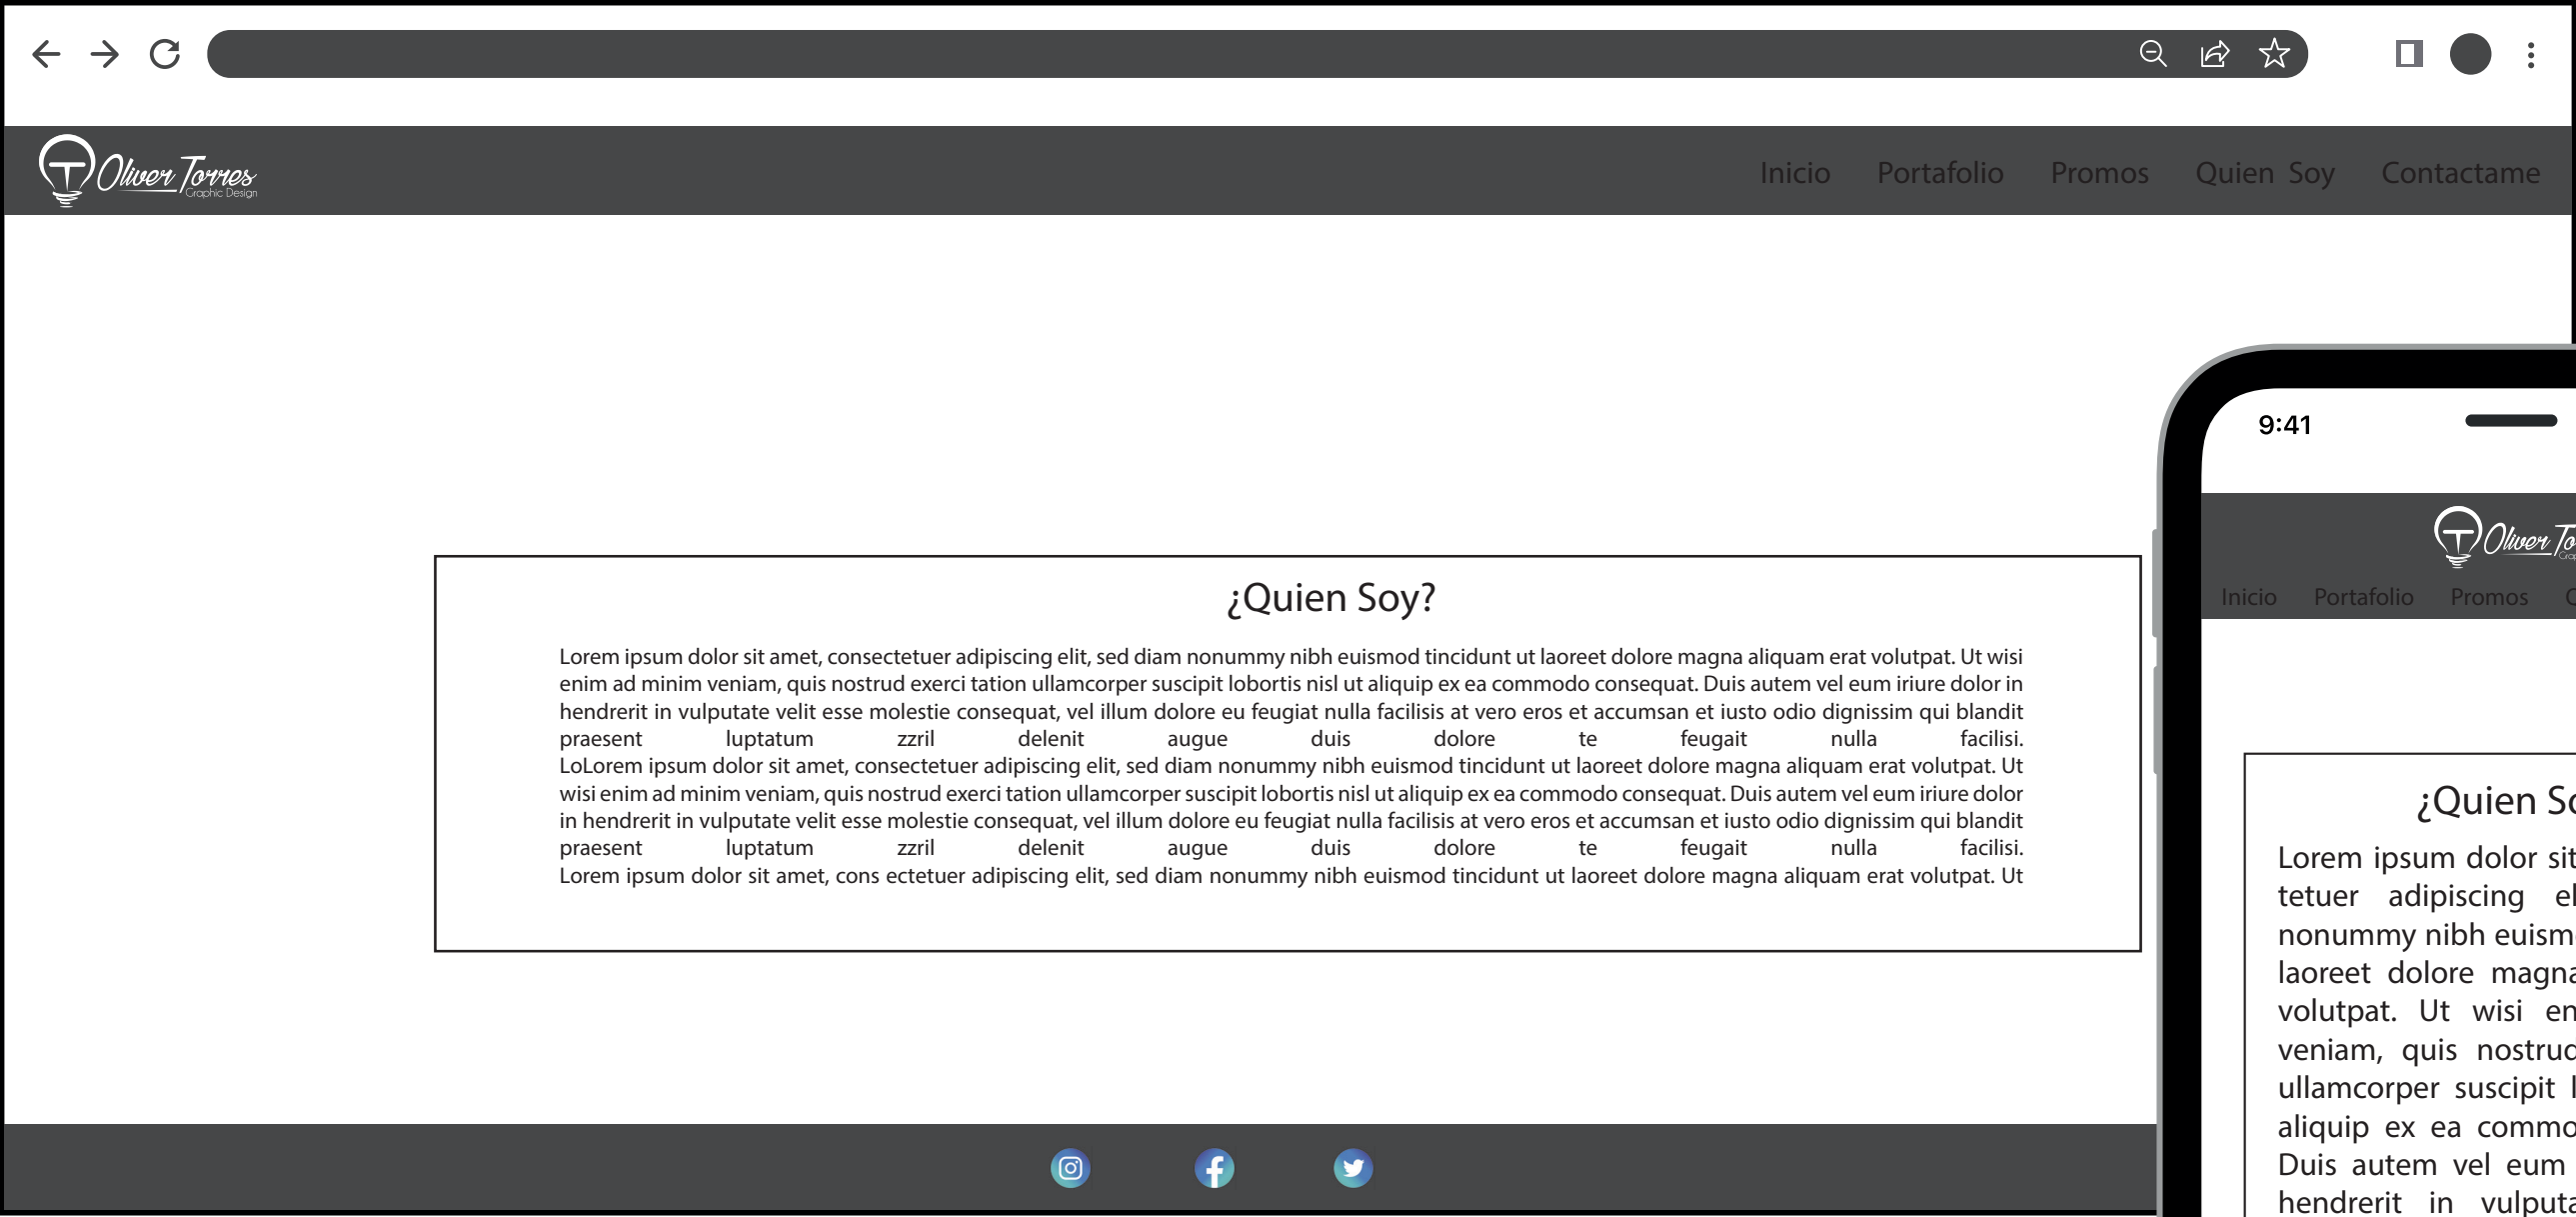 Oliver Torres
Graphic Design
Inicio Portafolio Promos Quien Soy Contactame
¿Quien Soy?
Lorem ipsum dolor sit amet, consectetuer adipiscing elit, sed diam nonummy nibh euismod tincidunt ut laoreet dolore magna aliquam erat volutpat. Ut wisi
enim ad minim veniam, quis nostrud exerci tation ullamcorper suscipit lobortis nisl ut aliquip ex ea commodo consequat. Duis autem vel eum iriure dolor in
hendrerit in vulputate velit esse molestie consequat, vel illum dolore eu feugiat nulla facilisis at vero eros et accumsan et iusto odio dignissim qui blandit
praesent luptatum zzril delenit augue duis dolore te feugait nulla facilisi.
LoLorem ipsum dolor sit amet, consectetuer adipiscing elit, sed diam nonummy nibh euismod tincidunt ut laoreet dolore magna aliquam erat volutpat. Ut
wisi enim ad minim veniam, quis nostrud exerci tation ullamcorper suscipit lobortis nisl ut aliquip ex ea commodo consequat. Duis autem vel eum iriure dolor
in hendrerit in vulputate velit esse molestie consequat, vel illum dolore eu feugiat nulla facilisis at vero eros et accumsan et iusto odio dignissim qui blandit
praesent luptatum zzril delenit augue duis dolore te feugait nulla facilisi.
Lorem ipsum dolor sit amet, cons ectetuer adipiscing elit, sed diam nonummy nibh euismod tincidunt ut laoreet dolore magna aliquam erat volutpat. Ut
9:41
Oliver
Inicio Portafolio Promos
¿Quien
Lorem ipsum dolor sit
tetuer adipiscing
nonummy nibh
laoreet dolore magna
volutpat. Ut wisi
veniam, quis nostrud
ullamcorper suscipit
aliquip ex ea
Duis autem vel eum
hendrerit in